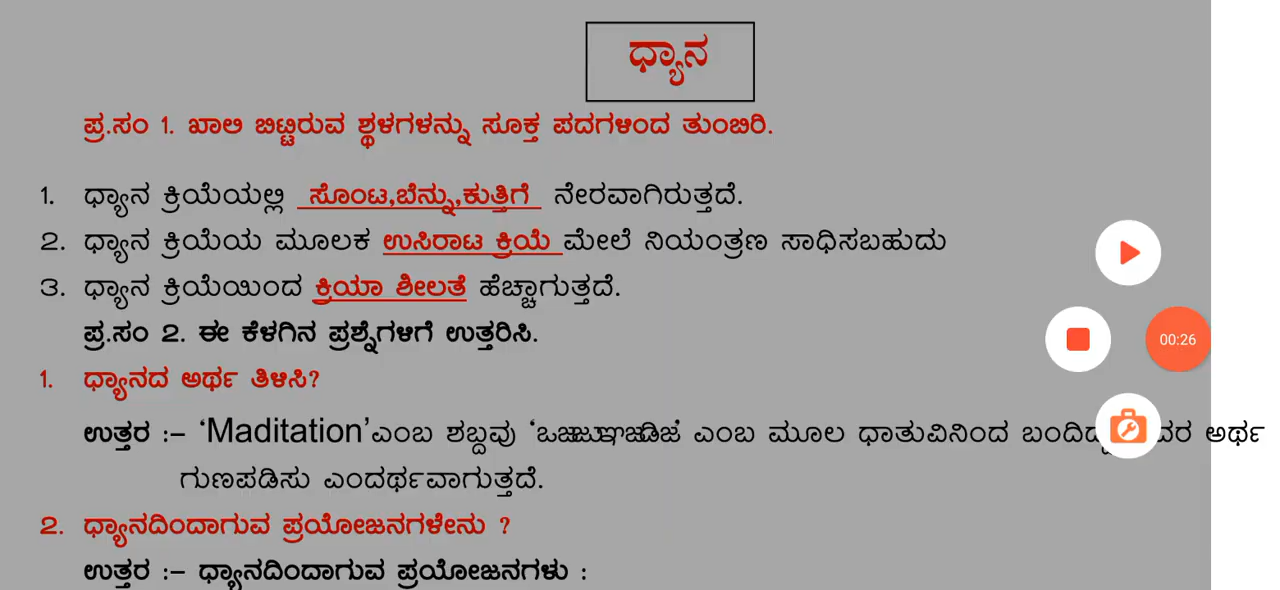 ಧ್ಯಾನ
ಪ್ರ.ಸಂ 1. ಖಾಲಿ ಬಿಟ್ಟಿರುವ ಶ್ಥಳಗಳನ್ನು ಸೂಕ್ತ ಪದಗಳಿಂದ ತುಂಬಿರಿ.
1. ಧ್ಯಾನ ಕ್ರಿಯೆಯಲ್ಲಿ ಸೊಂಟ,ಬೆನ್ನು,ಕುತ್ತಿಗೆ ನೇರವಾಗಿರುತ್ತದೆ.
2. ಧ್ಯಾನ ಕ್ರಿಯೆಯ ಮೂಲಕ ಉಸಿರಾಟ ಕ್ರಿಯೆ ಮೇಲೆ ನಿಯಂತ್ರಣ ಸಾಧಿಸಬಹುದು
3. ಧ್ಯಾನ ಕ್ರಿಯೆಯಿಂದ ಕ್ರಿಯಾ ಶೀಲತೆ ಹೆಚ್ಚಾಗುತ್ತದೆ.
ಪ್ರ.ಸಂ 2. ಈ ಕೆಳಗಿನ ಪ್ರಶ್ನೆಗಳಿಗೆ ಉತ್ತರಿಸಿ.
1. ಧ್ಯಾನದ ಅರ್ಥ ತಿಳಿಸಿ?
ಉತ್ತರ :– ‘Maditation’ಎಂಬ ಶಬ್ದವು ಎಂಬ ಮೂಲ ಧಾತುವಿನಿಂದ ಅರ್ಥ
ಗುಣಪಡಿಸು ಎಂದರ್ಥವಾಗುತ್ತದೆ.
2. ಧ್ಯಾನದಿಂದಾಗುವ ಪ್ರಯೋಜನಗಳೇನು ?
ಉತ್ತರ :– ಧ್ಯಾನದಿಂದಾಗುವ ಪ್ರಯೋಜನಗಳು :
00:26